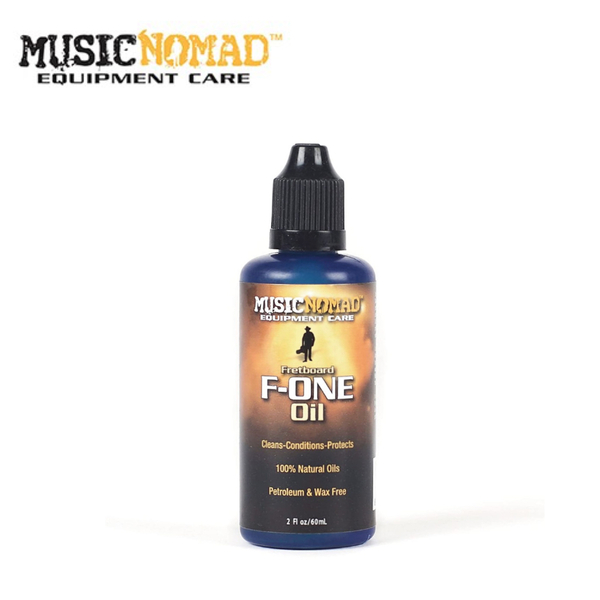 MUSICNOMAD™
EQUIPMENT CARE
MUSICNOMAD™
EQUIPMENT CARE
Fretboard
F-ONE
Oil
Cleans-Conditions-Protects
100% Natural Oils
Petroleum & Wax Free
2 Fl oz/60mL